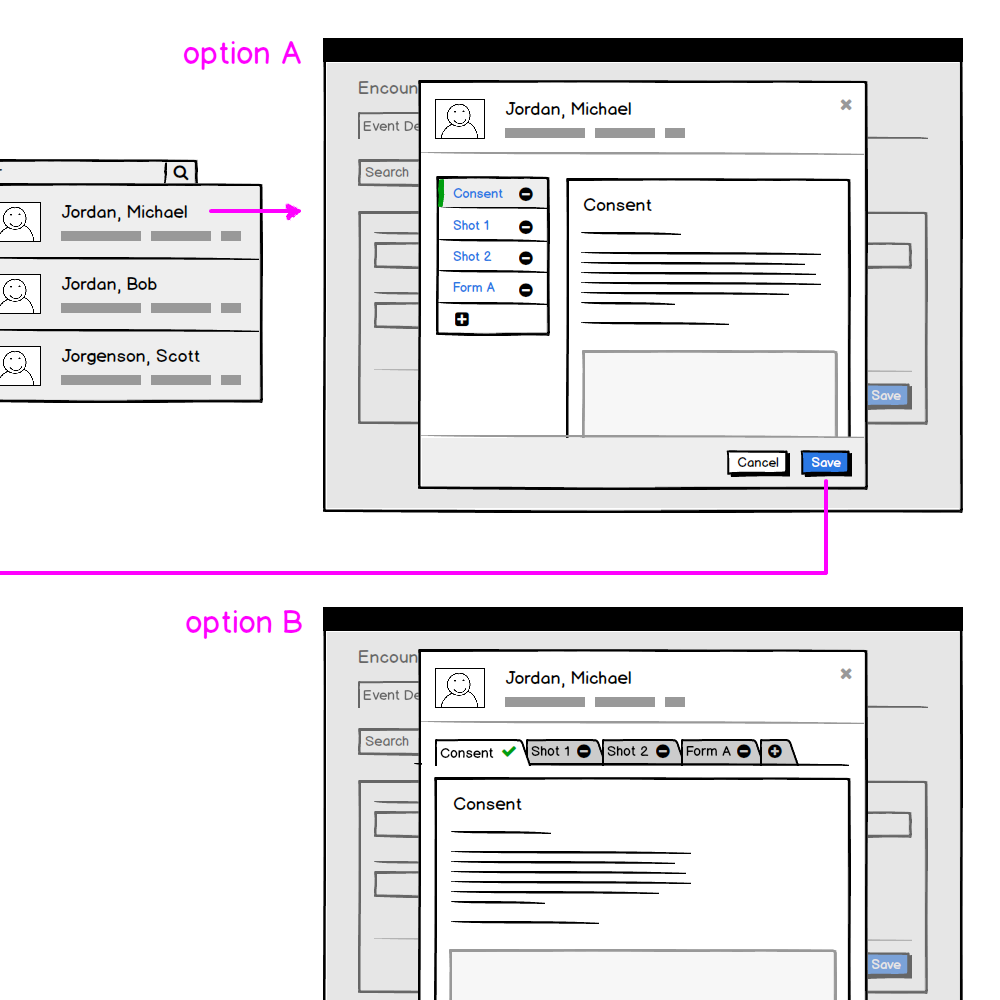 option A
Encoun
Jordan, Michael
Event De
Search
Jordan, Michael
Jordan, Bob
Jorgenson, Scott
Consent
Shot 1
Shot 2
Form A
Consent
Save
Cancel
Save
option B
Encoun
Jordan, Michael
Event De
Search
Consent
Shot 1
Shot 2
Form A
Consent
Save